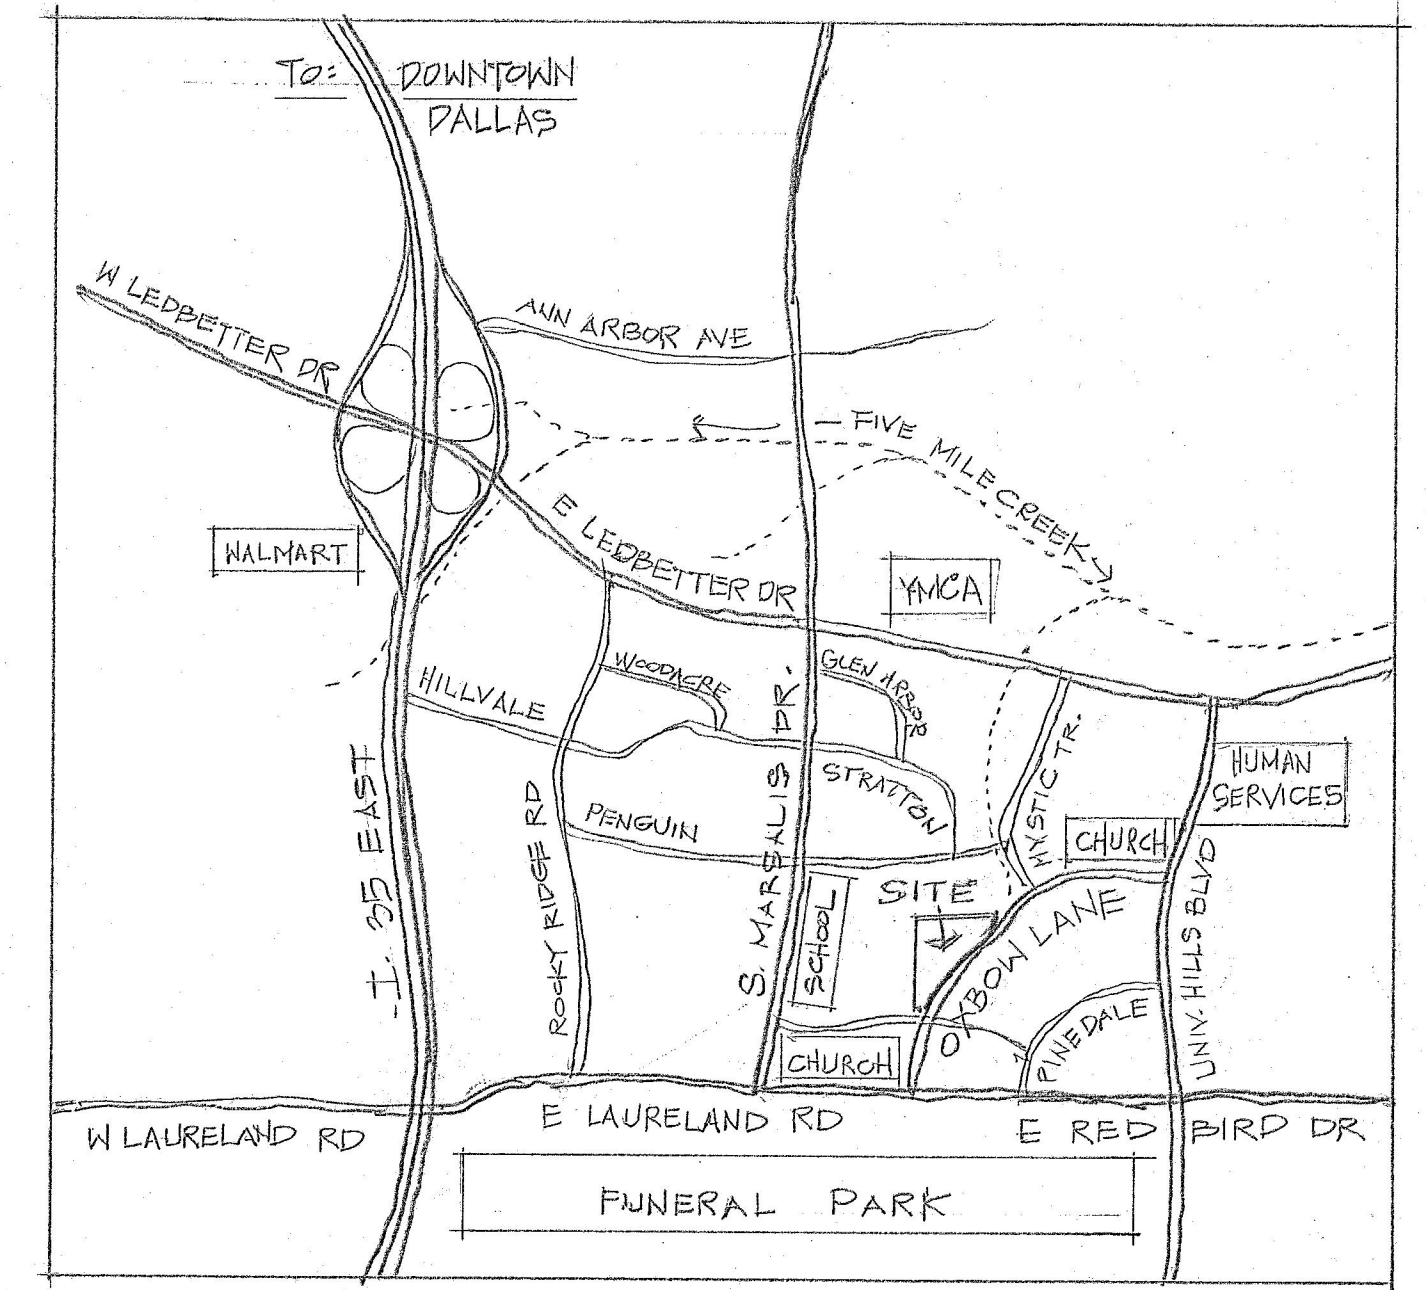 TO: DOWNTOWN
DALLAS
W LEDBETTER DR
ANN ARBOR AVE
FIVE MILE CREEK
E LEDBETTER DR
WALMART
YMCA
WOODACRE
GLEN ARBOR
HILLVALE
S. MARSALIS DR.
MYSTIC TR.
HUMAN
SERVICES
STRATTON
PENGUIN
I. 35 EAST
ROCKY RIDGE RD
CHURCH
SITE
SCHOOL
OXBOW LANE
UNIV. HILLS BLVD
PINEDALE
CHURCH
W LAURELAND RD
E LAURELAND RD
E RED BIRD DR
FUNERAL PARK